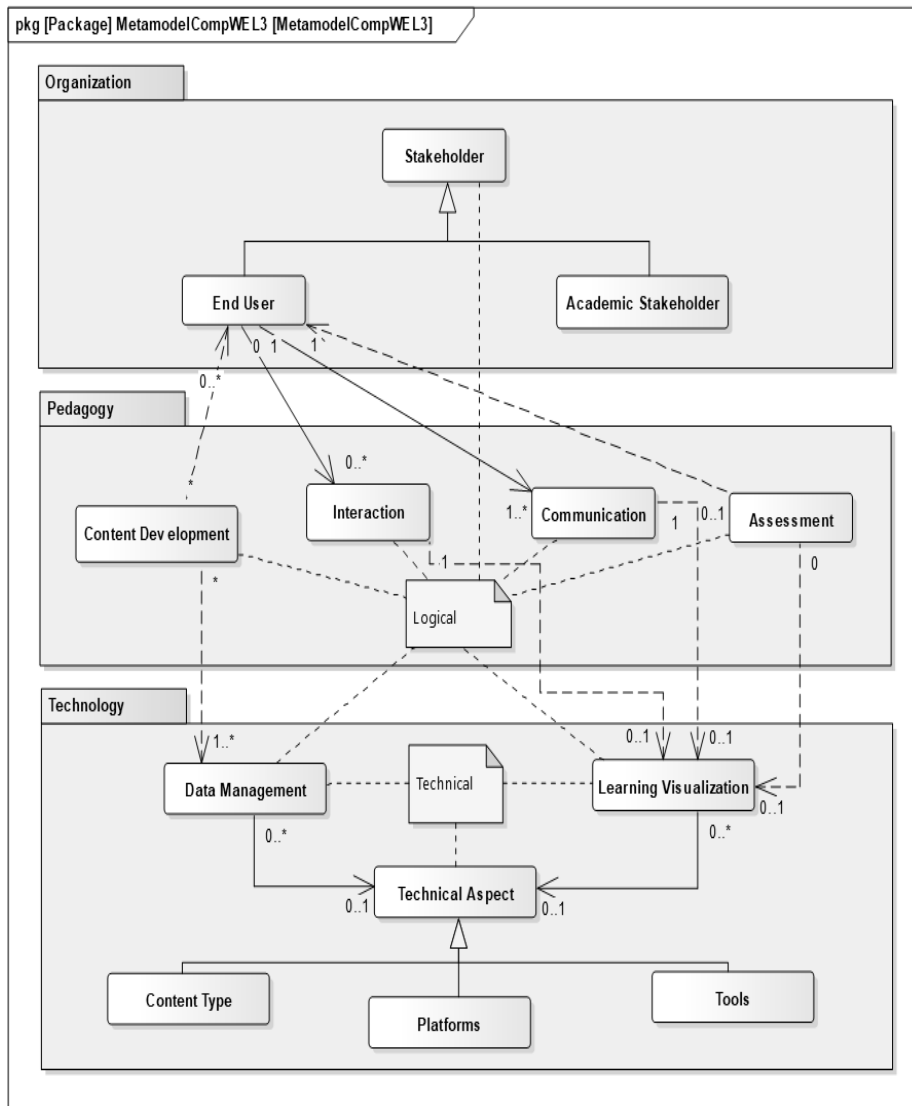 pkg [Package] MetamodelCompWEL3 [MetamodelCompWEL3]
Organization
Stakeholder
End User
Academic Stakeholder
0 1
1
0..*
Pedagogy
0..*
*
1..*
1
0..1
Interaction
Communication
Assessment
Content Development
1
0
*
Logical
Technology
1..*
0..1
0..1
Data Management
Technical
Learning Visualization
0..1
0..*
0..*
Technical Aspect
0..1
0..1
Content Type
Platforms
Tools